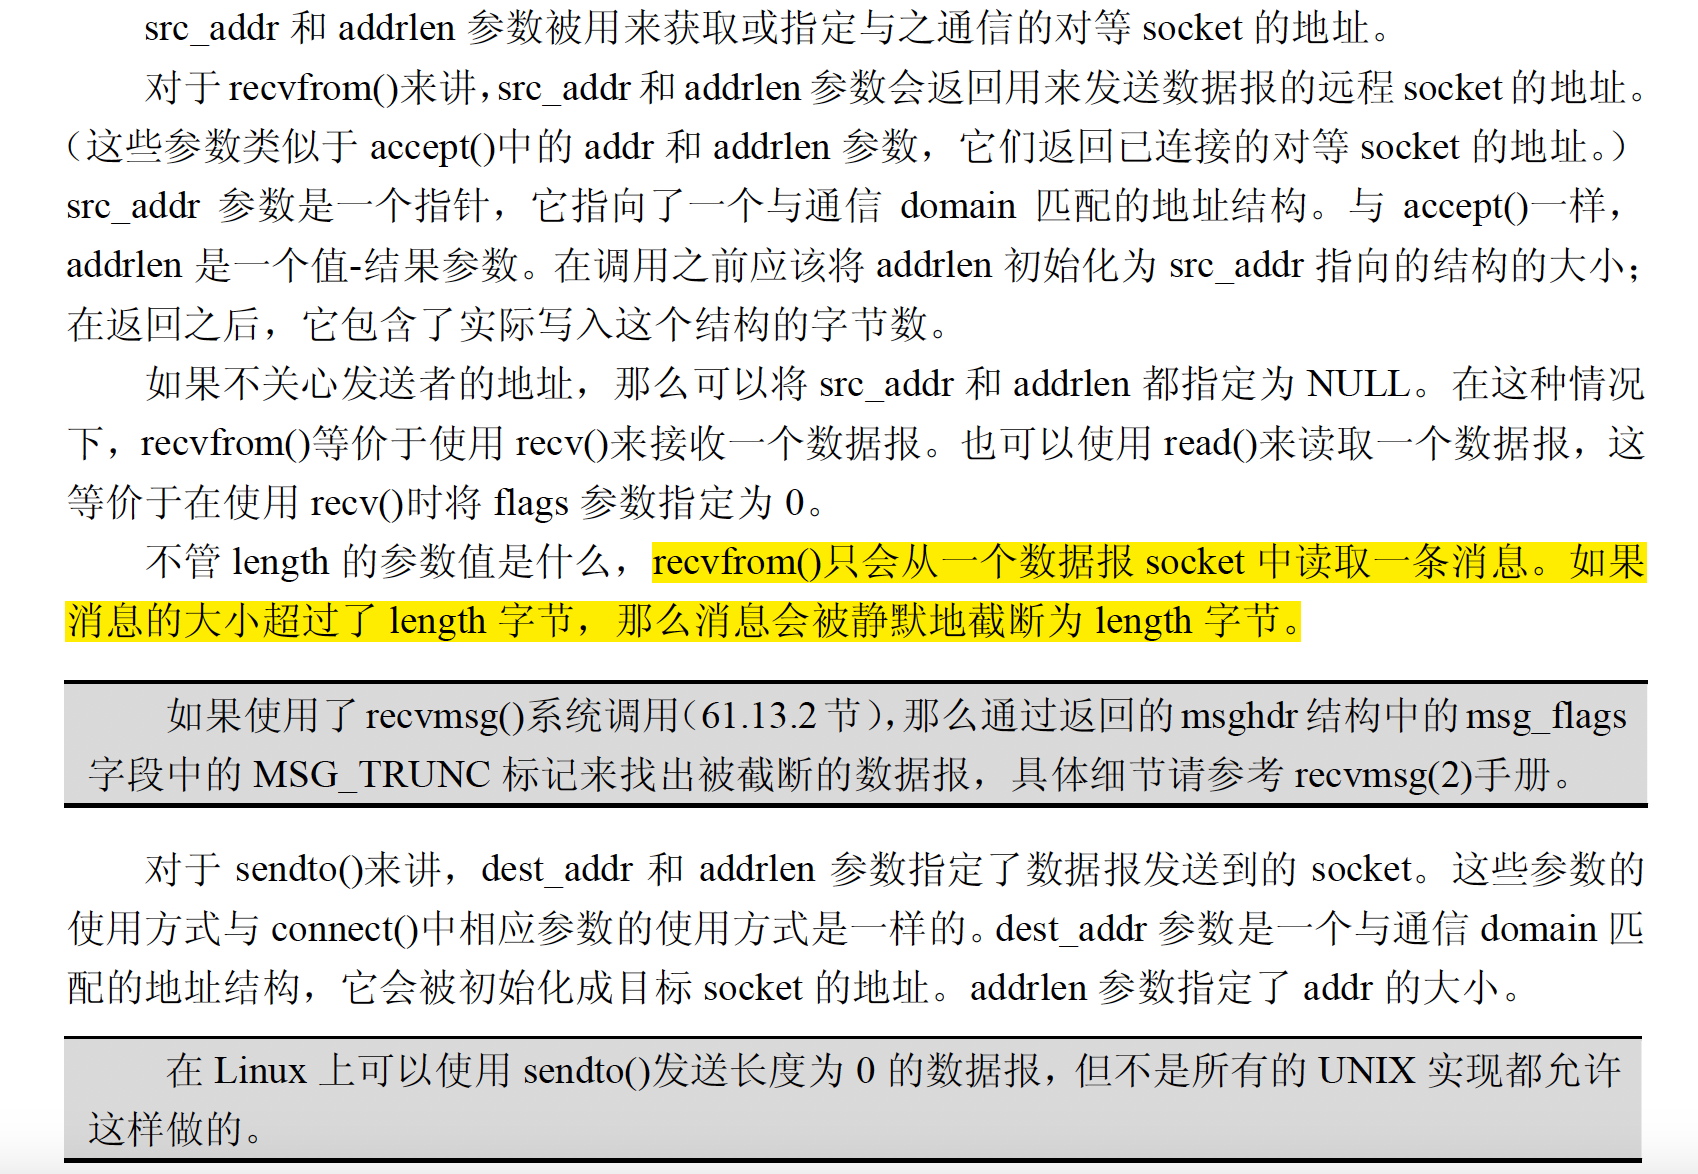 src_addr 和 addrlen 参数被用来获取或指定与之通信的对等 socket 的地址。
对于 recvfrom()来讲，src_addr 和 addrlen 参数会返回用来发送数据报的远程 socket 的地址。
（这些参数类似于 accept()中的 addr 和 addrlen 参数，它们返回已连接的对等 socket 的地址。）
src_addr 参数是一个指针，它指向了一个与通信 domain 匹配的地址结构。与 accept()一样，
addrlen 是一个值-结果参数。在调用之前应该将 addrlen 初始化为 src_addr 指向的结构的大小；
在返回之后，它包含了实际写入这个结构的字节数。
如果不关心发送者的地址，那么可以将 src_addr 和 addrlen 都指定为 NULL。在这种情况
下，recvfrom()等价于使用 recv()来接收一个数据报。也可以使用 read()来读取一个数据报，这
等价于在使用 recv()时将 flags 参数指定为 0。
不管 length 的参数值是什么，recvfrom()只会从一个数据报 socket 中读取一条消息。如果
消息的大小超过了 length 字节，那么消息会被静默地截断为 length 字节。
如果使用了 recvmsg()系统调用（61.13.2 节），那么通过返回的 msghdr 结构中的 msg_flags
字段中的 MSG_TRUNC 标记来找出被截断的数据报，具体细节请参考 recvmsg(2)手册。
对于 sendto()来讲，dest_addr 和 addrlen 参数指定了数据报发送到的 socket。这些参数的
使用方式与 connect()中相应参数的使用方式是一样的。dest_addr 参数是一个与通信 domain 匹
配的地址结构，它会被初始化成目标 socket 的地址。addrlen 参数指定了 addr 的大小。
在 Linux 上可以使用 sendto()发送长度为 0 的数据报，但不是所有的 UNIX 实现都允许
这样做的。